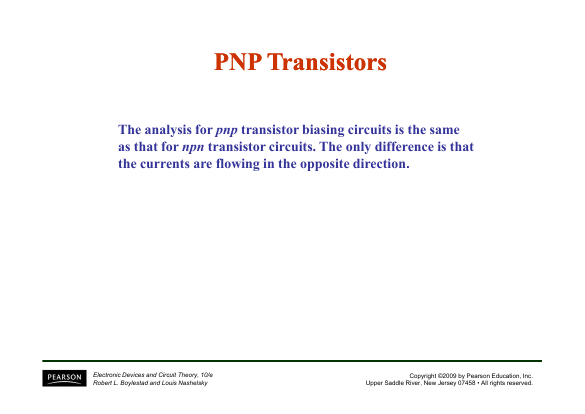 PNP Transistors
The analysis for pnp transistor biasing circuits is the same
as that for npn transistor circuits. The only difference is that
the currents are flowing in the opposite direction.
PEARSON
Electronic Devices and Circuit Theory, 10/e
Robert L. Boylestad and Louis Nashelsky
Copyright ©2009 by Pearson Education, Inc.
Upper Saddle River, New Jersey 07458 • All rights reserved.